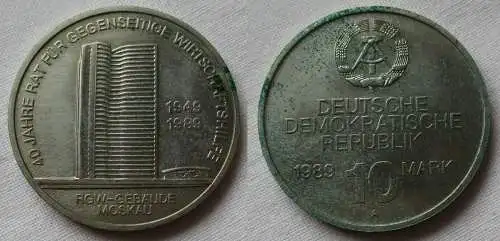 40 JAHRE RAT FÜR GEGENSEITIGE WIRTSCHAFTSHILFE
1949
1989
RGW-GEBÄUDE
MOSKAU
DEUTSCHE
DEMOKRATISCHE
REPUBLIK
1989 10 MARK
A